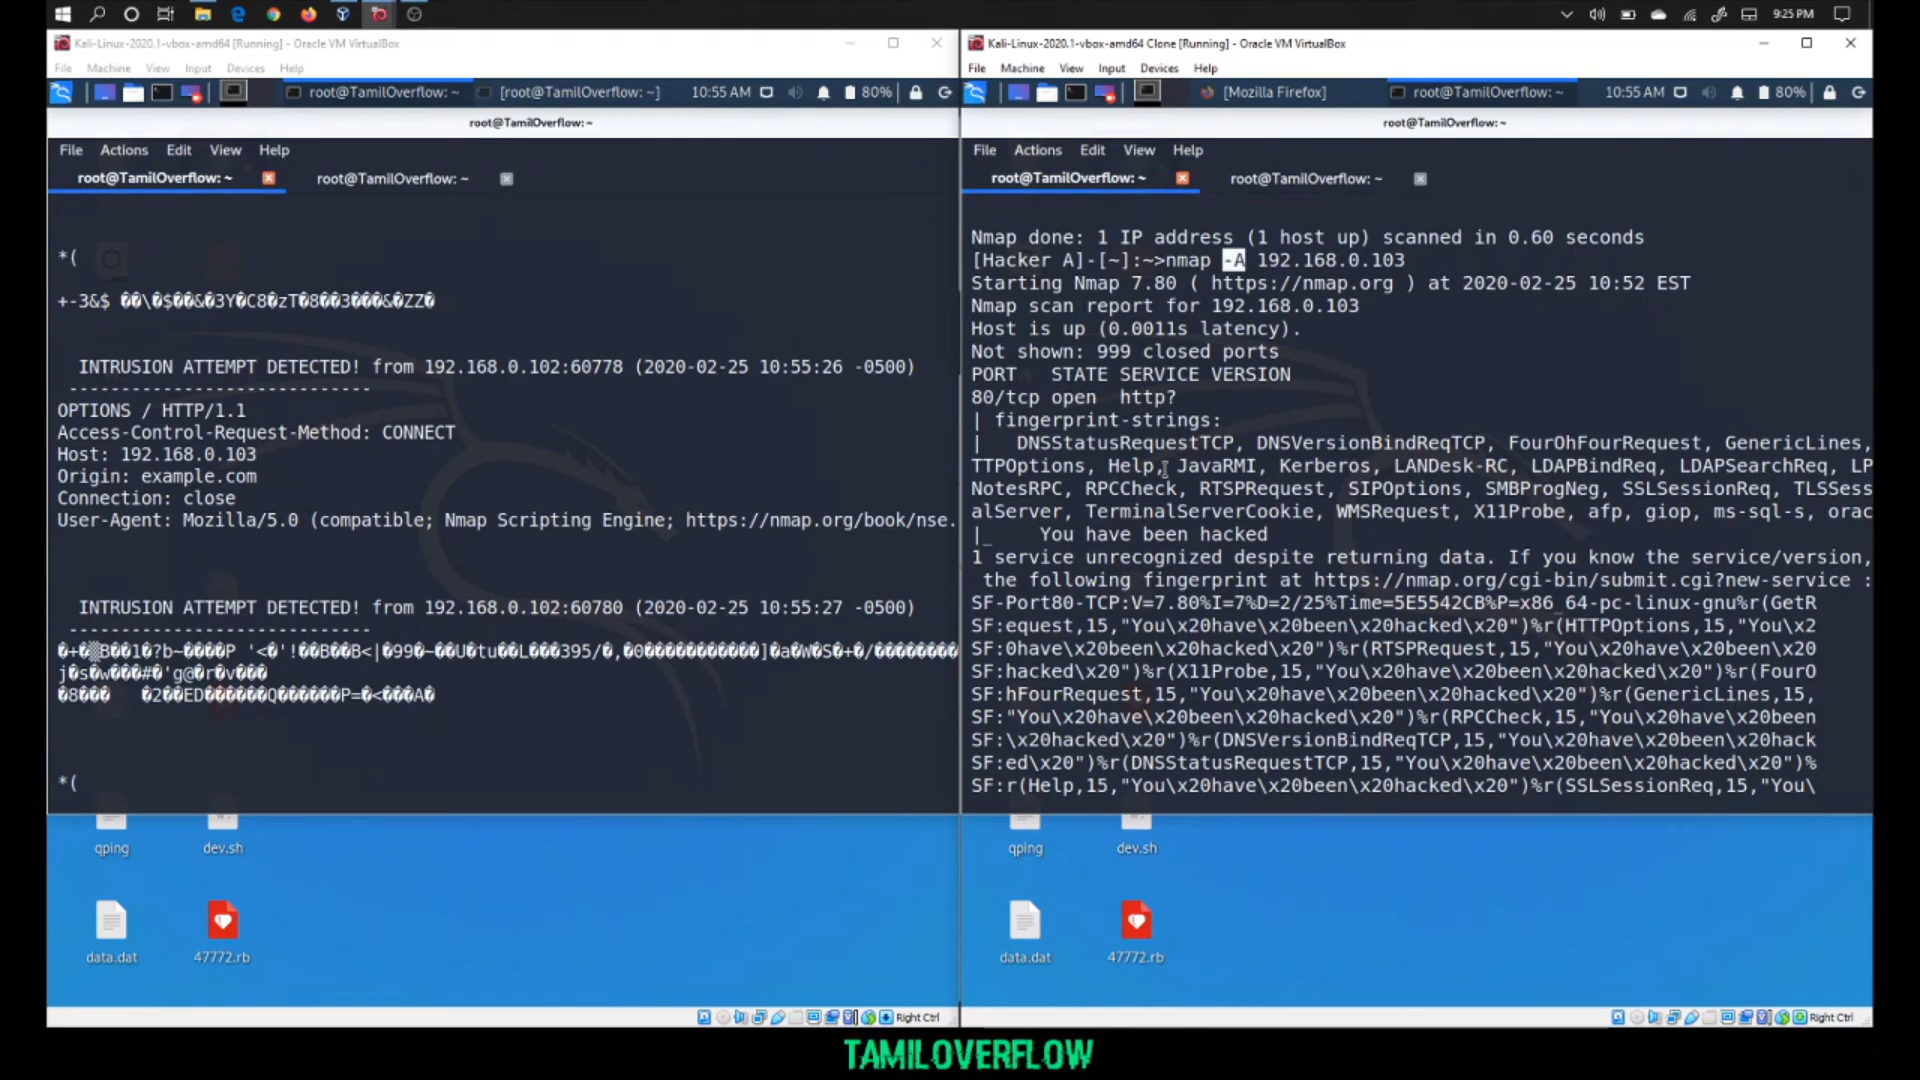 9:25 PM
Kali-Linux-2020.1-vbox-amd64 [Running] - Oracle VM VirtualBox
File Machine View Input Devices Help
root@TamilOverflow: ~
[root@TamilOverflow: ~]
10:55 AM
80%
root@TamilOverflow: ~
File Actions Edit View Help
root@TamilOverflow: ~
root@TamilOverflow: ~
*(
+-3&$ ��\�$��&�3Y�C8�zT�8��3���&�ZZ�
INTRUSION ATTEMPT DETECTED! from 192.168.0.102:60778 (2020-02-25 10:55:26 -0500)
-----------------------------
OPTIONS / HTTP/1.1
Access-Control-Request-Method: CONNECT
Host: 192.168.0.103
Origin: example.com
Connection: close
User-Agent: Mozilla/5.0 (compatible; Nmap Scripting Engine; https://nmap.org/book/nse.
INTRUSION ATTEMPT DETECTED! from 192.168.0.102:60780 (2020-02-25 10:55:27 -0500)
-----------------------------
j�s�w���#�'g@�r�v���
�8��� �2��ED������Q������P=�<���A�
*(
qping
dev.sh
data.dat
47772.rb
Right Ctrl
Kali-Linux-2020.1-vbox-amd64 Clone [Running] - Oracle VM VirtualBox
File Machine View Input Devices Help
[Mozilla Firefox]
root@TamilOverflow: ~
10:55 AM
80%
root@TamilOverflow: ~
File Actions Edit View Help
root@TamilOverflow: ~
root@TamilOverflow: ~
Nmap done: 1 IP address (1 host up) scanned in 0.60 seconds
[Hacker A]-[~]:~>nmap -A 192.168.0.103
Starting Nmap 7.80 ( https://nmap.org ) at 2020-02-25 10:52 EST
Nmap scan report for 192.168.0.103
Host is up (0.0011s latency).
Not shown: 999 closed ports
PORT STATE SERVICE VERSION
80/tcp open http?
| fingerprint-strings:
| DNSStatusRequestTCP, DNSVersionBindReqTCP, FourOhFourRequest, GenericLines,
TTPOptions, Help, JavaRMI, Kerberos, LANDesk-RC, LDAPBindReq, LDAPSearchReq, LP
NotesRPC, RPCCheck, RTSPRequest, SIPOptions, SMBProgNeg, SSLSessionReq, TLSSess
alServer, TerminalServerCookie, WMSRequest, X11Probe, afp, giop, ms-sql-s, orac
|_ You have been hacked
1 service unrecognized despite returning data. If you know the service/version,
the following fingerprint at https://nmap.org/cgi-bin/submit.cgi?new-service :
SF-Port80-TCP:V=7.80%I=7%D=2/25%Time=5E5542CB%P=x86_64-pc-linux-gnu%r(GetR
SF:equest,15,"You\x20have\x20been\x20hacked\x20")%r(HTTPOptions,15,"You\x2
SF:0have\x20been\x20hacked\x20")%r(RTSPRequest,15,"You\x20have\x20been\x20
SF:hacked\x20")%r(X11Probe,15,"You\x20have\x20been\x20hacked\x20")%r(FourO
SF:hFourRequest,15,"You\x20have\x20been\x20hacked\x20")%r(GenericLines,15,
SF:"You\x20have\x20been\x20hacked\x20")%r(RPCCheck,15,"You\x20have\x20been
SF:\x20hacked\x20")%r(DNSVersionBindReqTCP,15,"You\x20have\x20been\x20hack
SF:ed\x20")%r(DNSStatusRequestTCP,15,"You\x20have\x20been\x20hacked\x20")%
SF:r(Help,15,"You\x20have\x20been\x20hacked\x20")%r(SSLSessionReq,15,"You\
qping
dev.sh
data.dat
47772.rb
Right Ctrl
TAMILOVERFLOW